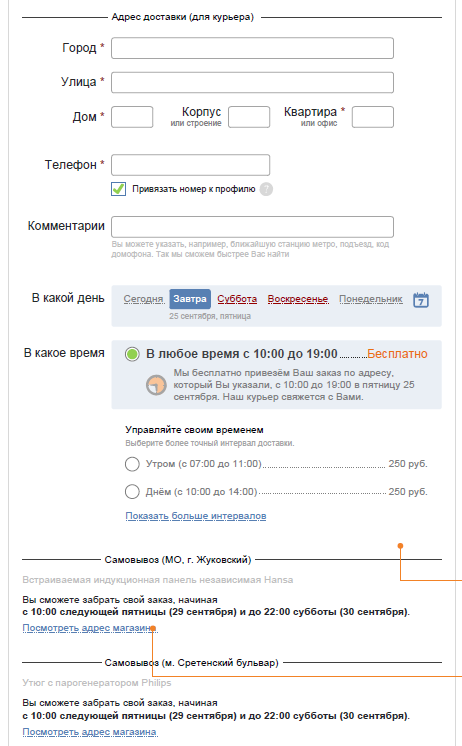 Адрес доставки (для курьера)
Город *
Улица *
Дом * Корпус или строение Квартира * или офис
Телефон *
Привязать номер к профилю ?
Комментарии
Вы можете указать, например, ближайшую станцию метро, подъезд, код
домофона. Так мы сможем быстрее Вас найти
В какой день Сегодня Завтра Суббота Воскресенье Понедельник 7
25 сентября, пятница
В какое время В любое время с 10:00 до 19:00 Бесплатно
Мы бесплатно привезём Ваш заказ по адресу,
который Вы указали, с 10:00 до 19:00 в пятницу 25
сентября. Наш курьер свяжется с Вами.
Управляйте своим временем
Выберите более точный интервал доставки.
Утром (с 07:00 до 11:00) 250 руб.
Днём (с 10:00 до 14:00) 250 руб.
Показать больше интервалов
Самовывоз (МО, г. Жуковский)
Встраиваемая индукционная панель независимая Hansa
Вы сможете забрать свой заказ, начиная
с 10:00 следующей пятницы (29 сентября) и до 22:00 субботы (30 сентября).
Посмотреть адрес магазина
Самовывоз (м. Сретенский бульвар)
Утюг с парогенератором Philips
Вы сможете забрать свой заказ, начиная
с 10:00 следующей пятницы (29 сентября) и до 22:00 субботы (30 сентября).
Посмотреть адрес магазина